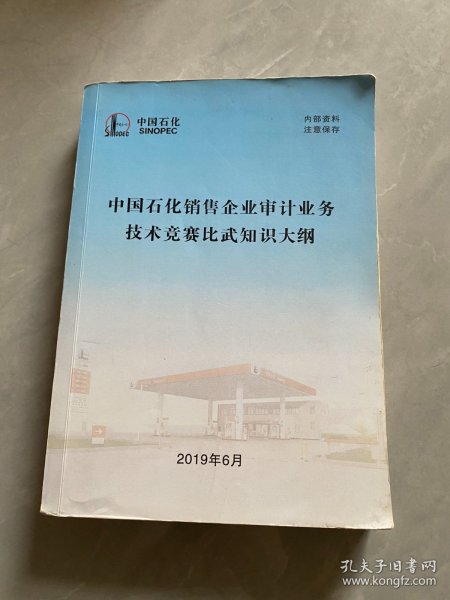 中国石化
SINOPEC
SINOPEC
内部资料
注意保存
中国石化销售企业审计业务
技术竞赛比武知识大纲
2019年6月
孔夫子旧书网
www.kongfz.com